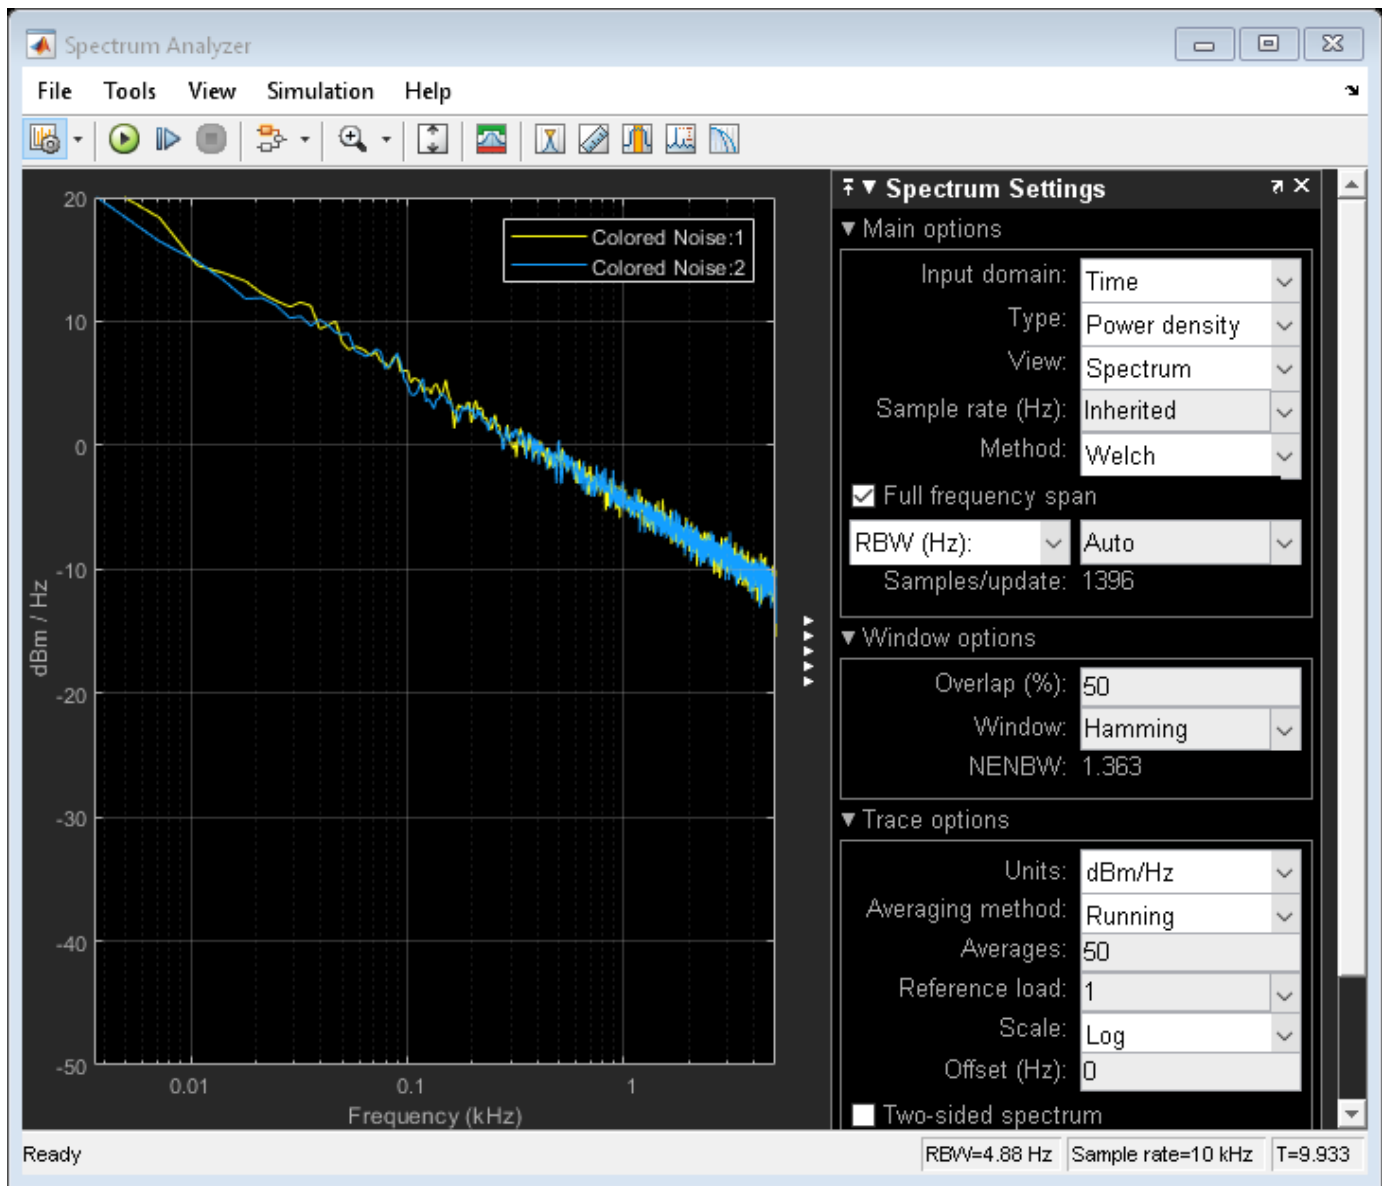 Spectrum Analyzer
File Tools View Simulation Help
Spectrum Settings
Main options
Input domain: Time
Type: Power density
View: Spectrum
Sample rate (Hz): Inherited
Method: Welch
Full frequency span
RBW (Hz): Auto
Samples/update: 1396
Window options
Overlap (%): 50
Window: Hamming
NENBW: 1.363
Trace options
Units: dBm/Hz
Averaging method: Running
Averages: 50
Reference load: 1
Scale: Log
Offset (Hz): 0
Two-sided spectrum
Colored Noise:1
Colored Noise:2
20
10
0
-10
-20
-30
-40
-50
dBm / Hz
0.01 0.1 1
Frequency (kHz)
Ready RBW=4.88 Hz Sample rate=10 kHz T=9.933